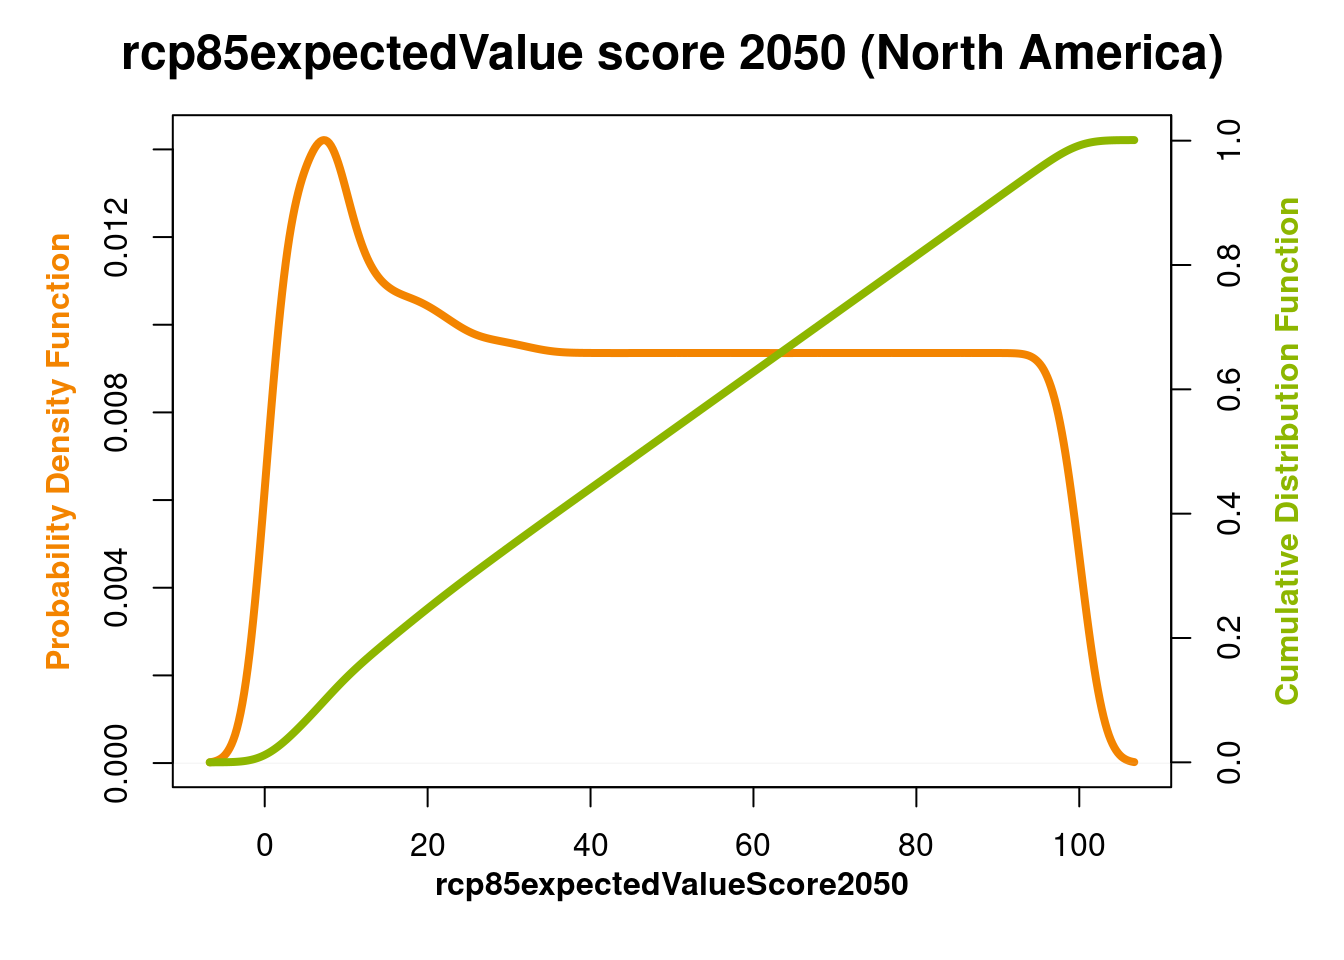 rcp85expectedValue score 2050 (North America)
Probability Density Function
0.000
0.004
0.008
0.012
0.0
0.2
0.4
0.6
0.8
1.0
Cumulative Distribution Function
0 20 40 60 80 100
rcp85expectedValueScore2050